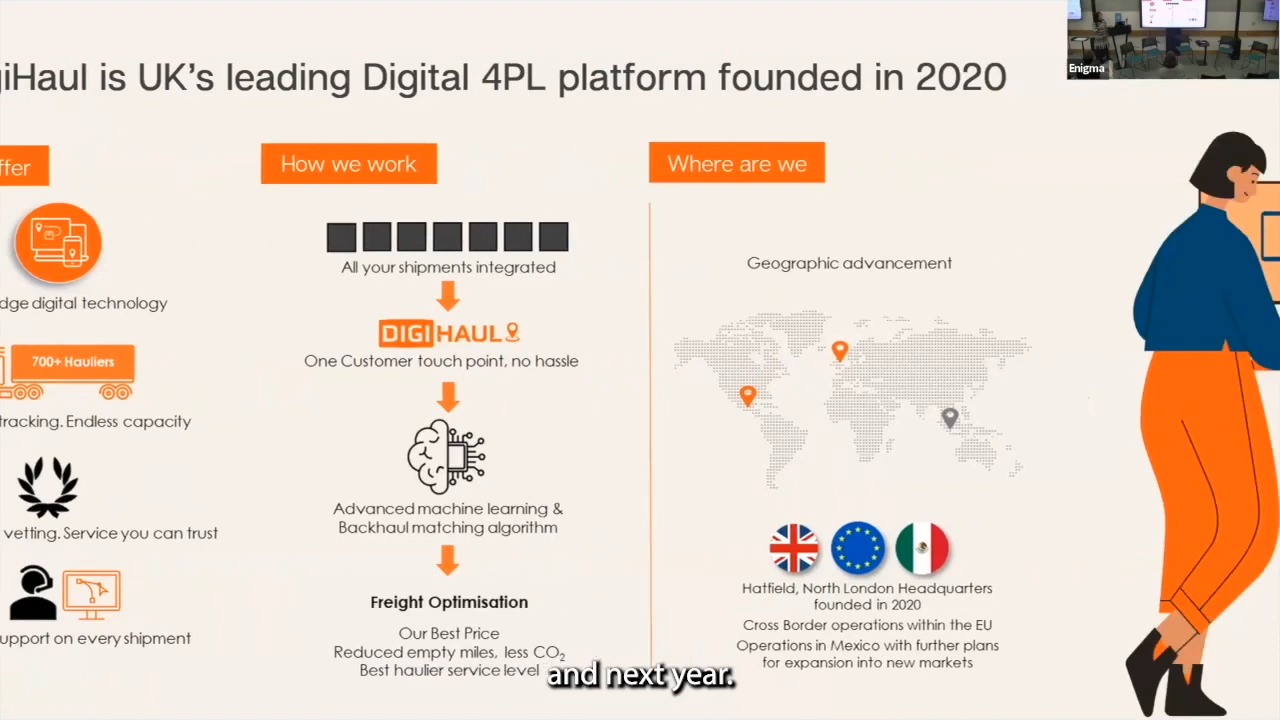 giHaul is UK's leading Digital 4PL platform founded in 2020
Enigma
ffer
dge digital technology
700+ Hauliers
tracking. Endless capacity
vetting. Service you can trust
upport on every shipment
How we work
All your shipments integrated
DIGIHAUL
One Customer touch point, no hassle
Advanced machine learning &
Backhaul matching algorithm
Freight Optimisation
Our Best Price
Reduced empty miles, less CO₂
Best haulier service level
Where are we
Geographic advancement
Hatfield, North London Headquarters
founded in 2020
Cross Border operations within the EU
Operations in Mexico with further plans
for expansion into new markets
and next year.